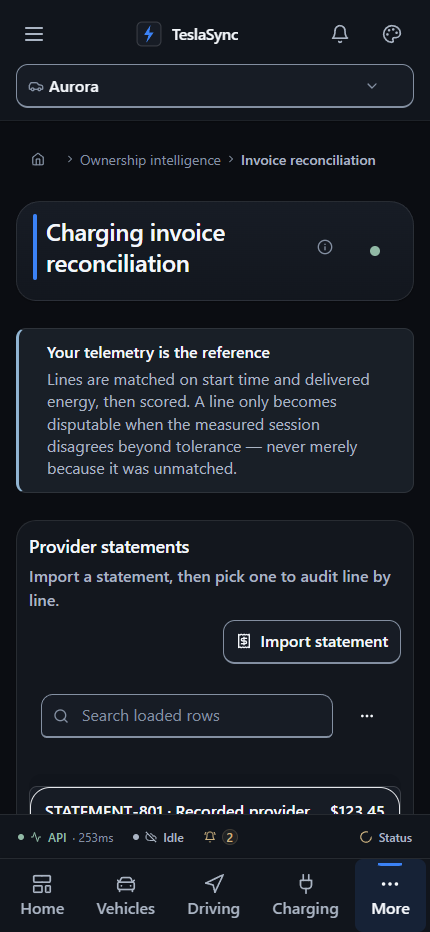 TeslaSync
Aurora
Ownership intelligence
Invoice reconciliation
Charging invoice
reconciliation
Your telemetry is the reference
Lines are matched on start time and delivered
energy, then scored. A line only becomes
disputable when the measured session
disagrees beyond tolerance — never merely
because it was unmatched.
Provider statements
Import a statement, then pick one to audit line by
line.
Import statement
Search loaded rows
STATEMENT-801 · Recorded provider $123.45
API · 253ms Idle 2 Status
Home Vehicles Driving Charging More